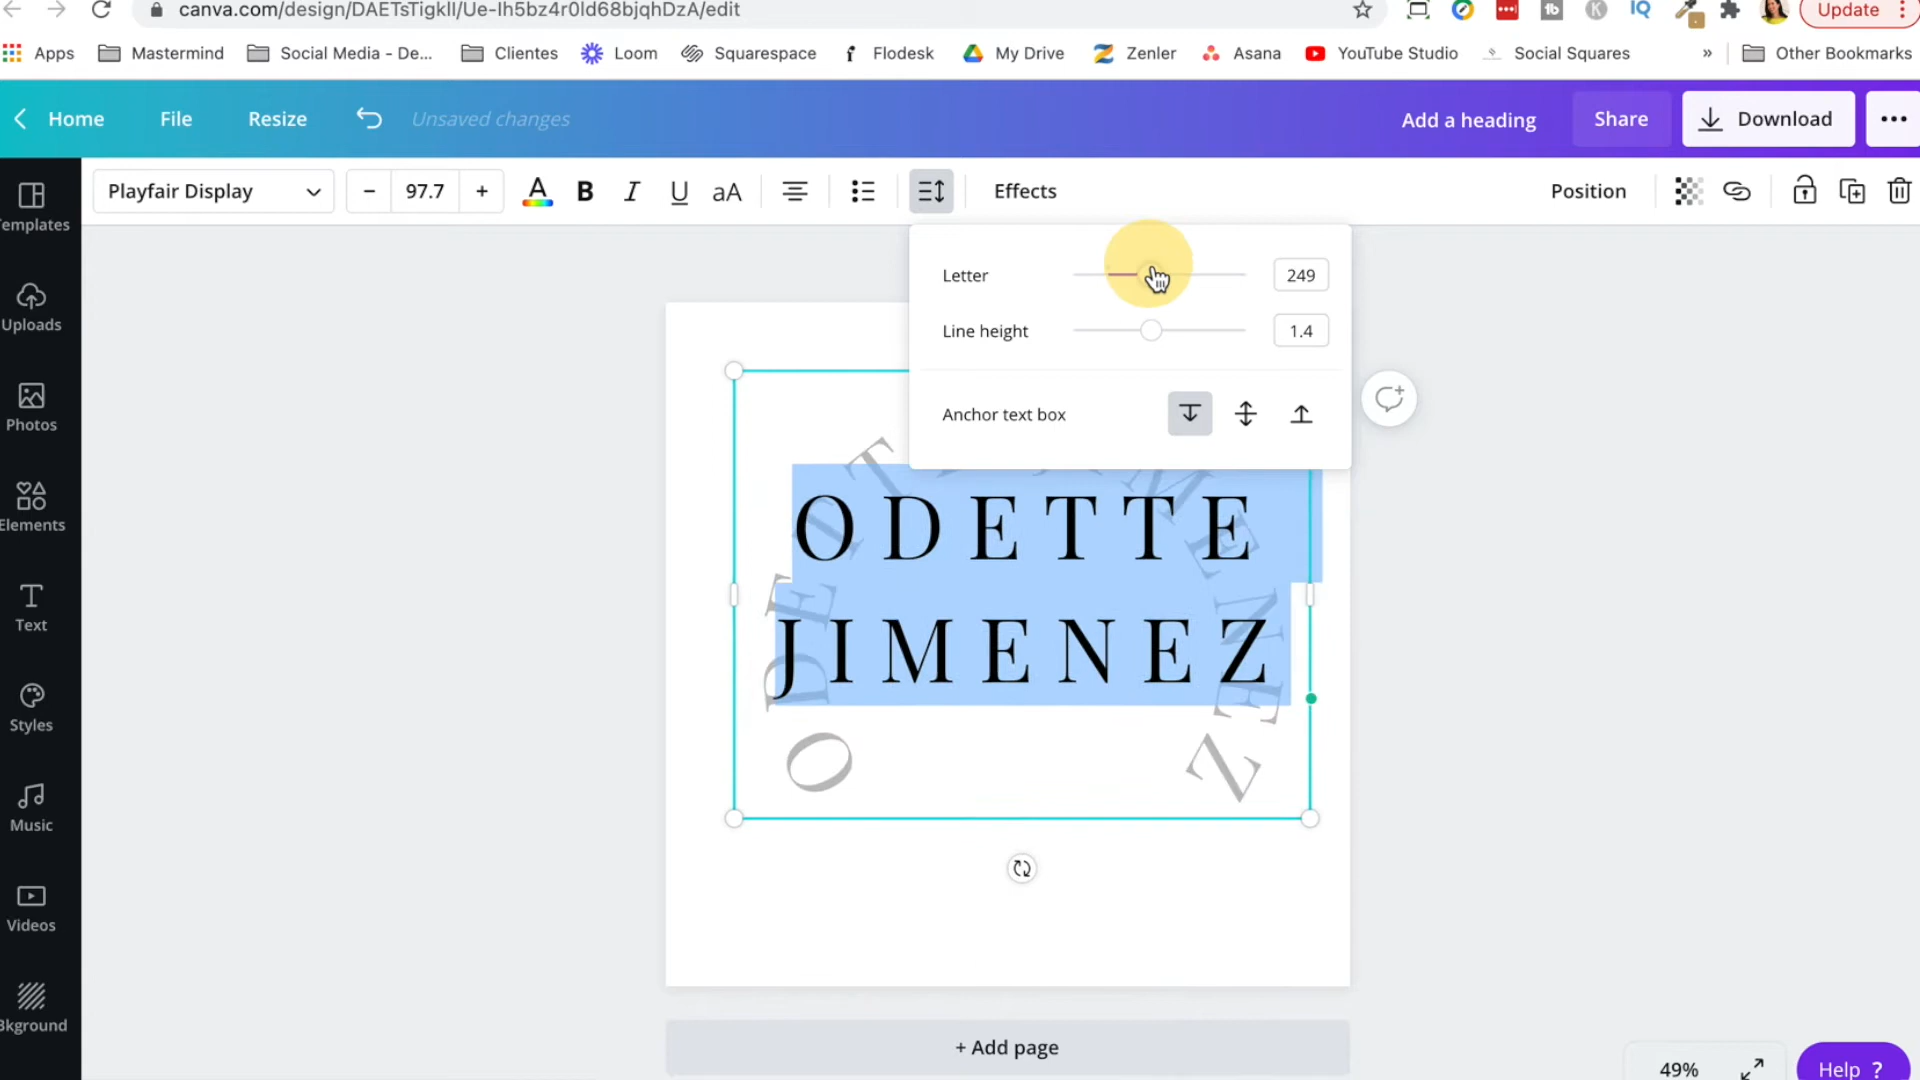 canva.com/design/DAETsTigkII/Ue-Ih5bz4r0ld68bjqhDzA/edit
IQ
Update
Apps Mastermind Social Media - De... Clientes Loom Squarespace Flodesk My Drive Zenler Asana YouTube Studio Social Squares » Other Bookmarks
Home File Resize Unsaved changes Add a heading Share Download
Playfair Display − 97.7 + A B I U aA Effects Position
Templates
Uploads
Photos
Elements
Text
Styles
Music
Videos
Bkground
Letter 249
Line height 1.4
Anchor text box
ODETTE
JIMENEZ
+ Add page
49% Help ?